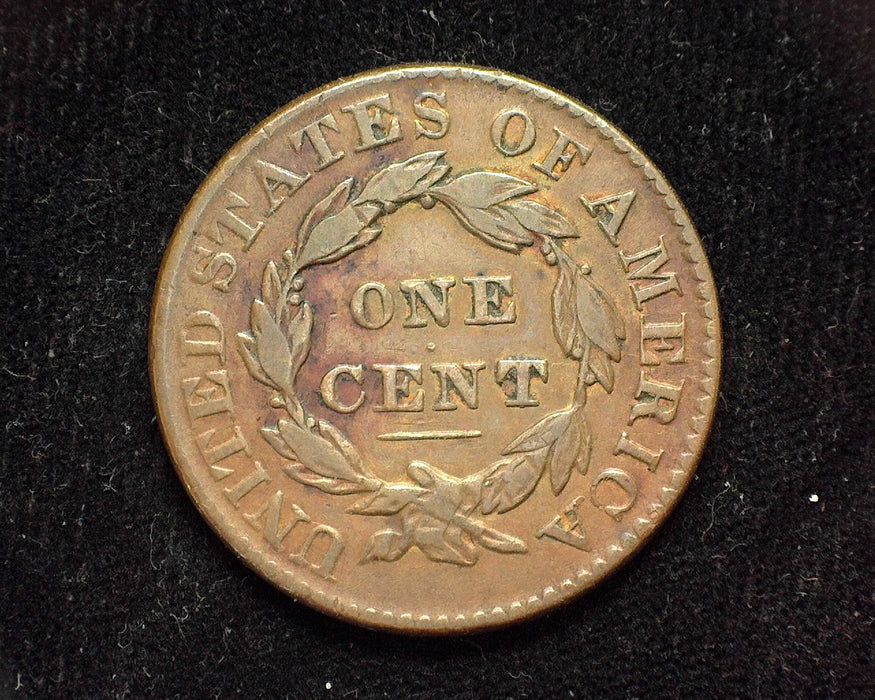 UNITED STATES OF AMERICA
ONE
CENT